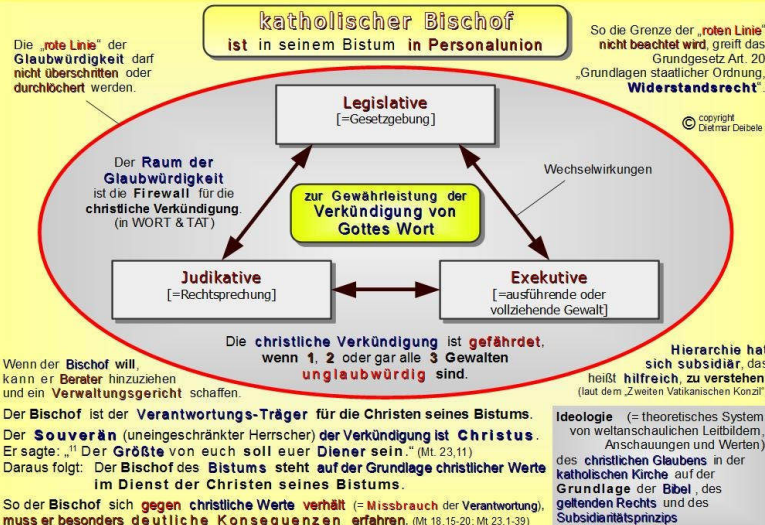 katholischer Bischof
ist in seinem Bistum in Personalunion
Die „rote Linie" der
Glaubwürdigkeit darf
nicht überschritten oder
durchlöchert werden.
So die Grenze der „roten Linie"
nicht beachtet wird, greift das
Grundgesetz Art. 20
„Grundlagen staatlicher Ordnung,
Widerstandsrecht".
© copyright
Dietmar Deibele
Legislative
[=Gesetzgebung]
Der Raum der
Glaubwürdigkeit
ist die Firewall für die
christliche Verkündigung.
(in WORT & TAT)
Wechselwirkungen
zur Gewährleistung der
Verkündigung von
Gottes Wort
Judikative
[=Rechtsprechung]
Exekutive
[=ausführende oder
vollziehende Gewalt]
Die christliche Verkündigung ist gefährdet,
wenn 1, 2 oder gar alle 3 Gewalten
unglaubwürdig sind.
Wenn der Bischof will,
kann er Berater hinzuziehen
und ein Verwaltungsgericht schaffen.
Hierarchie hat
sich subsidiär, das
heißt hilfreich, zu verstehen
(laut dem „Zweiten Vatikanischen Konzil"
Der Bischof ist der Verantwortungs-Träger für die Christen seines Bistums.
Der Souverän (uneingeschränkter Herrscher) der Verkündigung ist Christus.
Er sagte: „11 Der Größte von euch soll euer Diener sein." (Mt. 23,11)
Daraus folgt: Der Bischof des Bistums steht auf der Grundlage christlicher Werte
im Dienst der Christen seines Bistums.
So der Bischof sich gegen christliche Werte verhält (= Missbrauch der Verantwortung),
muss er besonders deutliche Konsequenzen erfahren. (Mt 18,15-20; Mt 23,1-39)
Ideologie (= theoretisches System
von weltanschaulichen Leitbildern,
Anschauungen und Werten)
des christlichen Glaubens in der
katholischen Kirche auf der
Grundlage der Bibel, des
geltenden Rechts und des
Subsidiaritätsprinzips